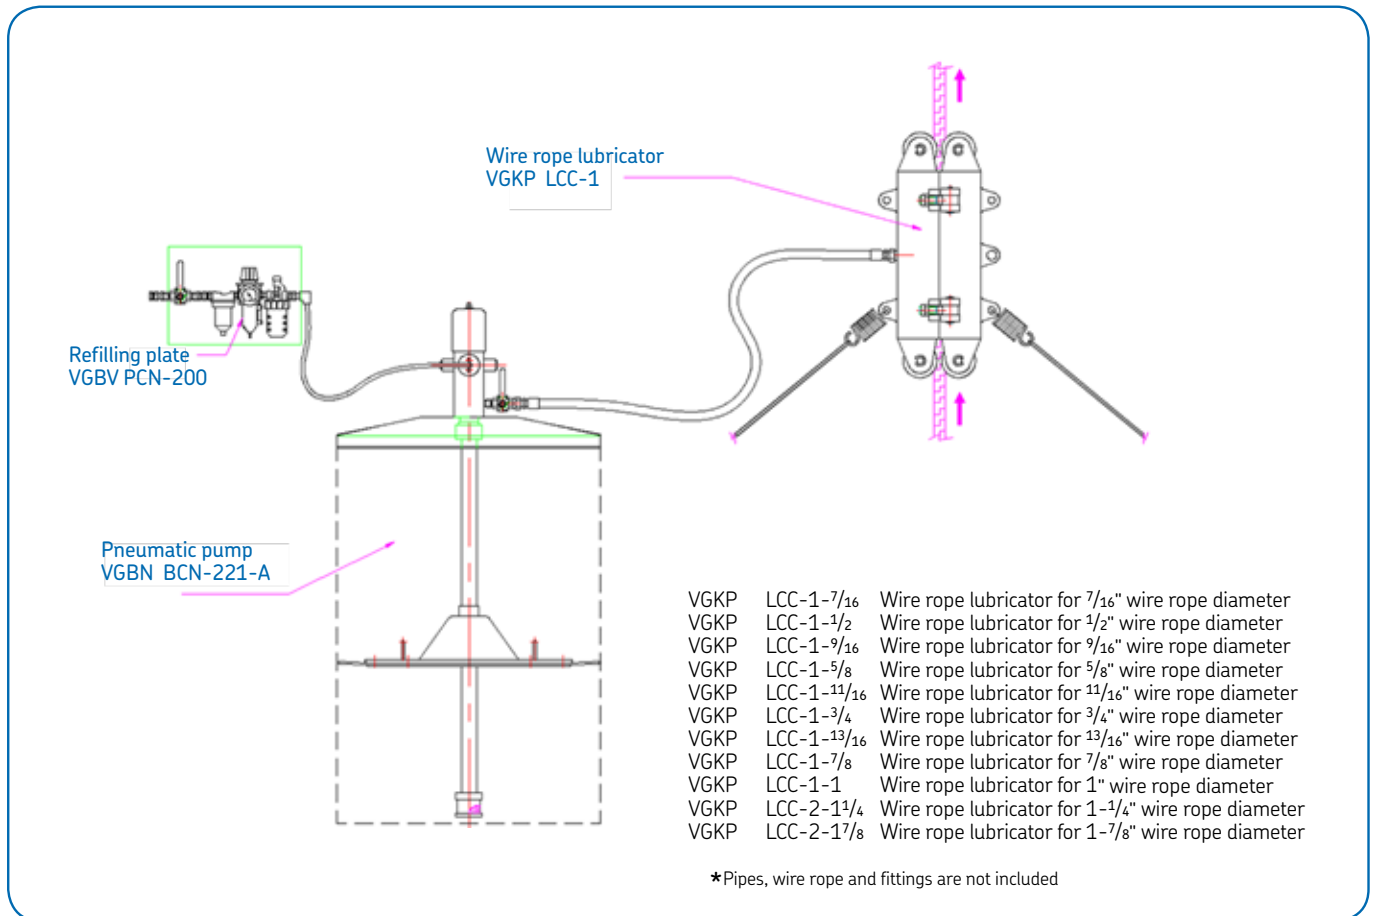 Wire rope lubricator
VGKP LCC-1
Refilling plate
VGBV PCN-200
Pneumatic pump
VGBN BCN-221-A
VGKP LCC-1-7/16 Wire rope lubricator for 7/16" wire rope diameter
VGKP LCC-1-1/2 Wire rope lubricator for 1/2" wire rope diameter
VGKP LCC-1-9/16 Wire rope lubricator for 9/16" wire rope diameter
VGKP LCC-1-5/8 Wire rope lubricator for 5/8" wire rope diameter
VGKP LCC-1-11/16 Wire rope lubricator for 11/16" wire rope diameter
VGKP LCC-1-3/4 Wire rope lubricator for 3/4" wire rope diameter
VGKP LCC-1-13/16 Wire rope lubricator for 13/16" wire rope diameter
VGKP LCC-1-7/8 Wire rope lubricator for 7/8" wire rope diameter
VGKP LCC-1-1 Wire rope lubricator for 1" wire rope diameter
VGKP LCC-2-11/4 Wire rope lubricator for 1-1/4" wire rope diameter
VGKP LCC-2-17/8 Wire rope lubricator for 1-7/8" wire rope diameter
*Pipes, wire rope and fittings are not included